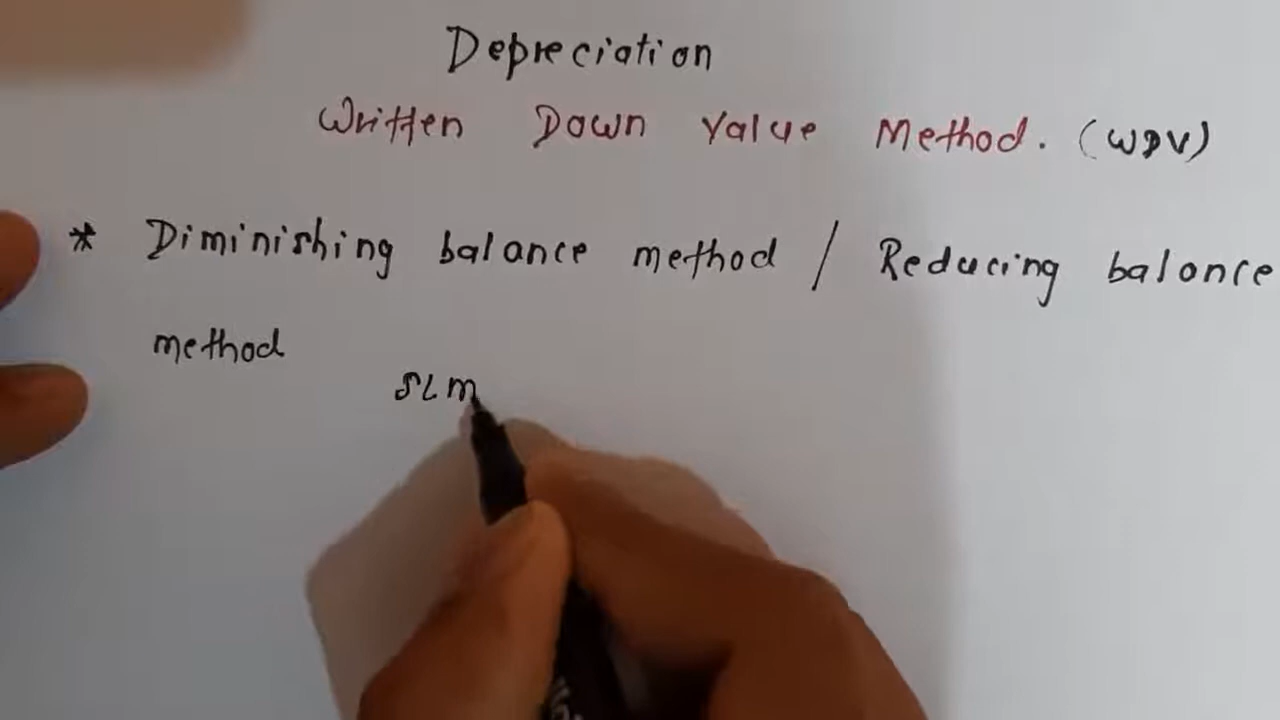 Depreciation
Written Down Value Method. (WDV)
* Diminishing balance method / Reducing balance
method
SLM